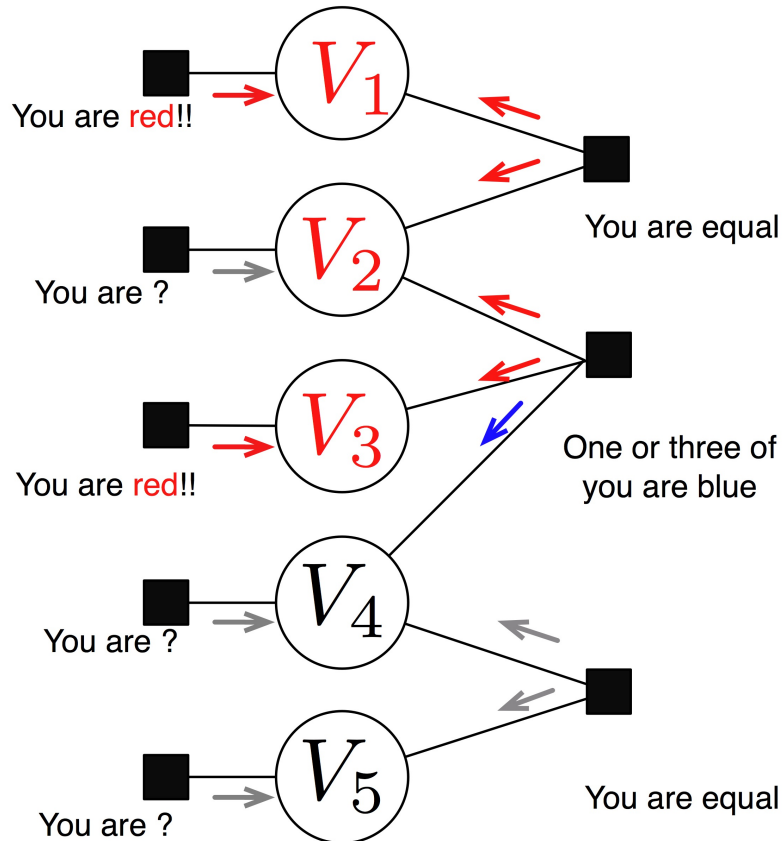 V1
You are red!!
You are equal
V2
You are ?
V3
One or three of
you are blue
You are red!!
V4
You are ?
V5
You are equal
You are ?